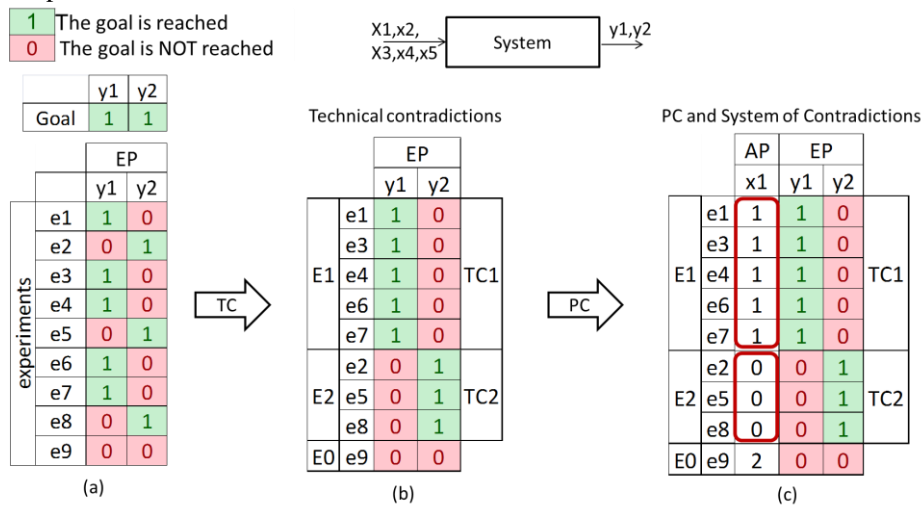 1 The goal is reached
0 The goal is NOT reached
X1,x2,
X3,x4,x5
System
y1,y2
y1 y2
Goal 1 1
EP
y1 y2
experiments
e1 1 0
e2 0 1
e3 1 0
e4 1 0
e5 0 1
e6 1 0
e7 1 0
e8 0 1
e9 0 0
(a)
TC
Technical contradictions
EP
y1 y2
E1 e1 1 0 TC1
e3 1 0
e4 1 0
e6 1 0
e7 1 0
E2 e2 0 1 TC2
e5 0 1
e8 0 1
E0 e9 0 0
(b)
PC
PC and System of Contradictions
AP EP
x1 y1 y2
E1 e1 1 1 0 TC1
e3 1 1 0
e4 1 1 0
e6 1 1 0
e7 1 1 0
E2 e2 0 0 1 TC2
e5 0 0 1
e8 0 0 1
E0 e9 2 0 0
(c)